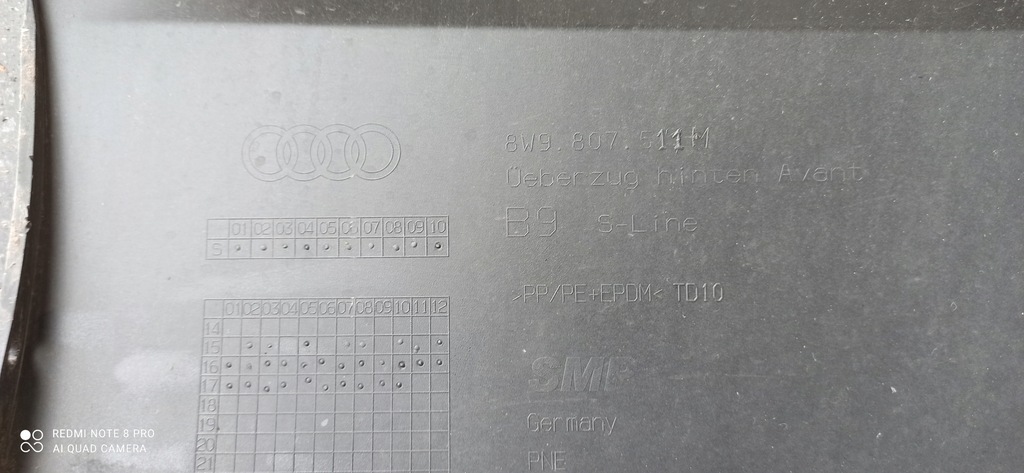 8W9.807.511 M
Üeberzug hinten Avant
B9 S-Line
01 02 03 04 05 06 07 08 09 10
S
>PP/PE+EPDM< TD10
01 02 03 04 05 06 07 08 09 10 11 12
14
15
16
17
18
19
20
21
SMP
Germany
PNE
REDMI NOTE 8 PRO
AI QUAD CAMERA